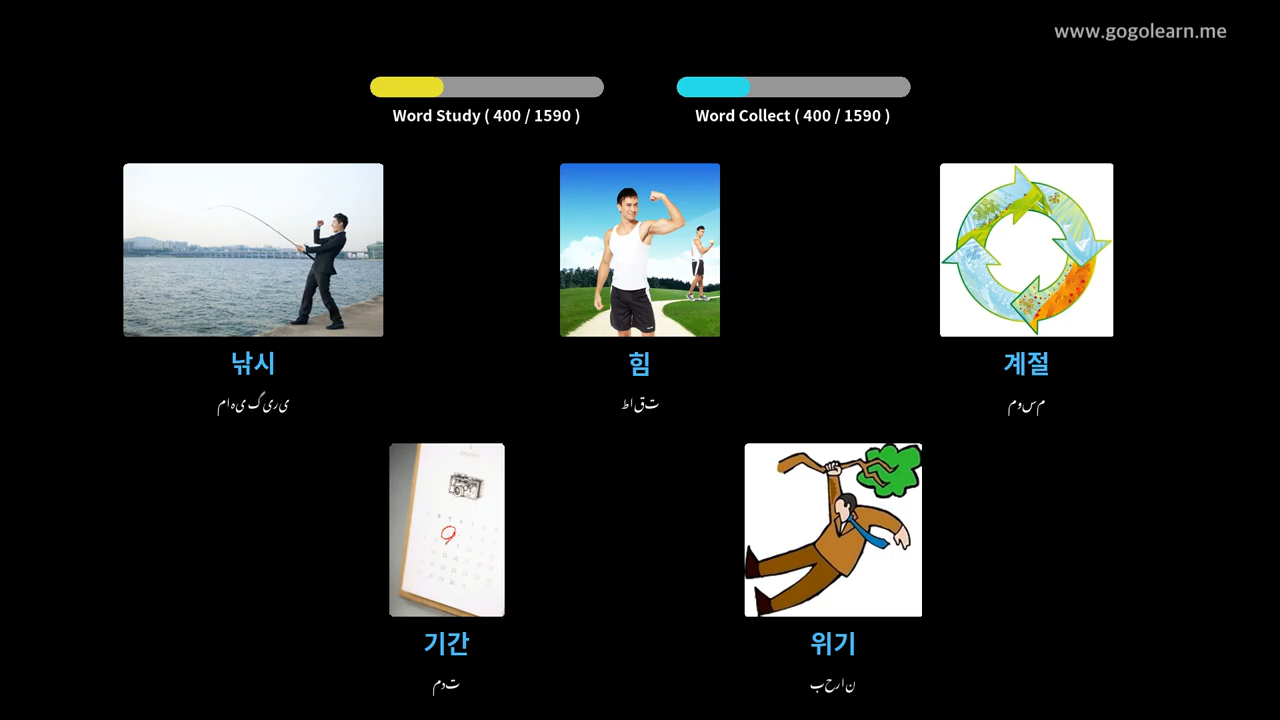 www.gogolearn.me
Word Study ( 400 / 1590 )
Word Collect ( 400 / 1590 )
낚시
ماہی گیری
힘
طاقت
계절
موسم
기간
مدت
위기
بحران